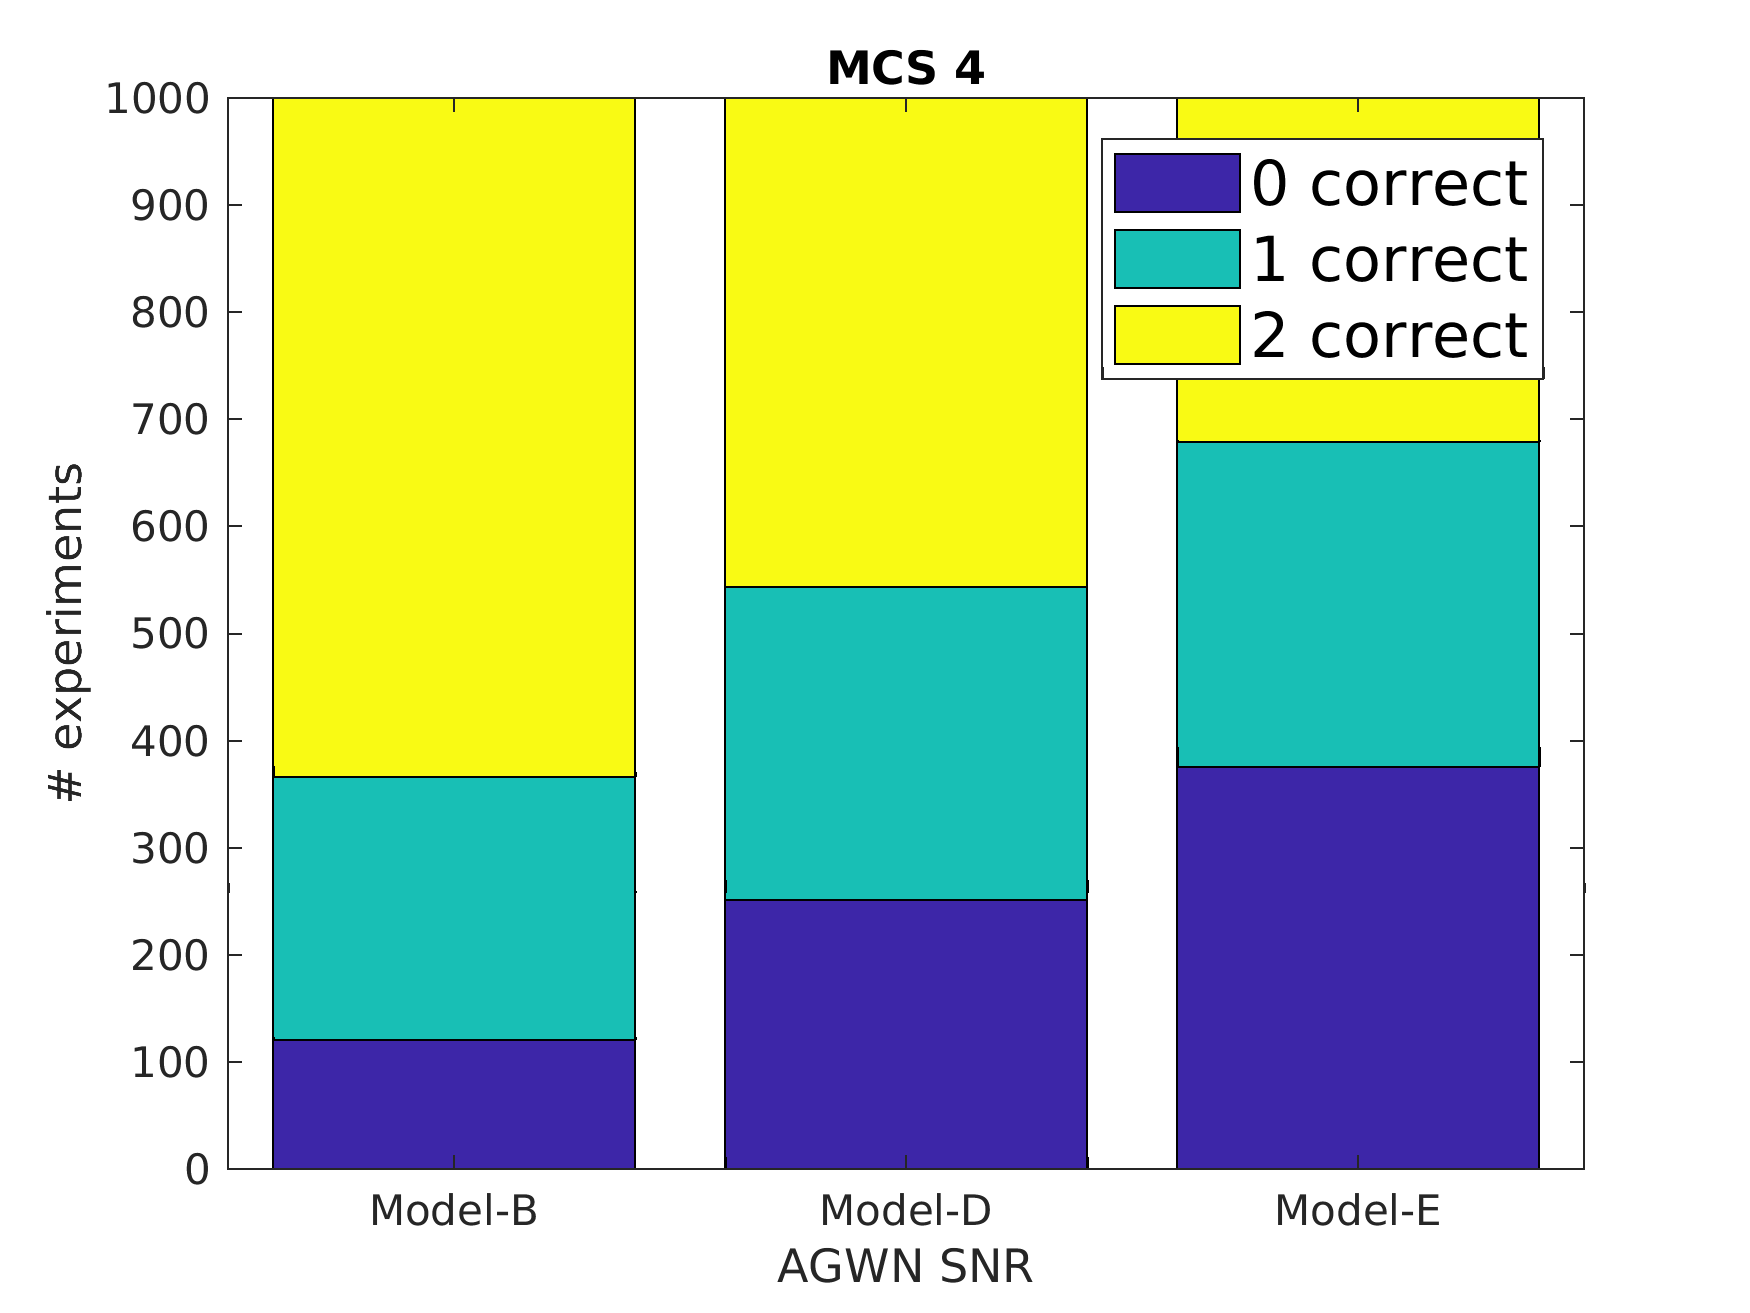 MCS 4
1000
900
800
700
600
500
400
300
200
100
0
# experiments
0 correct
1 correct
2 correct
Model-B
Model-D
Model-E
AGWN SNR